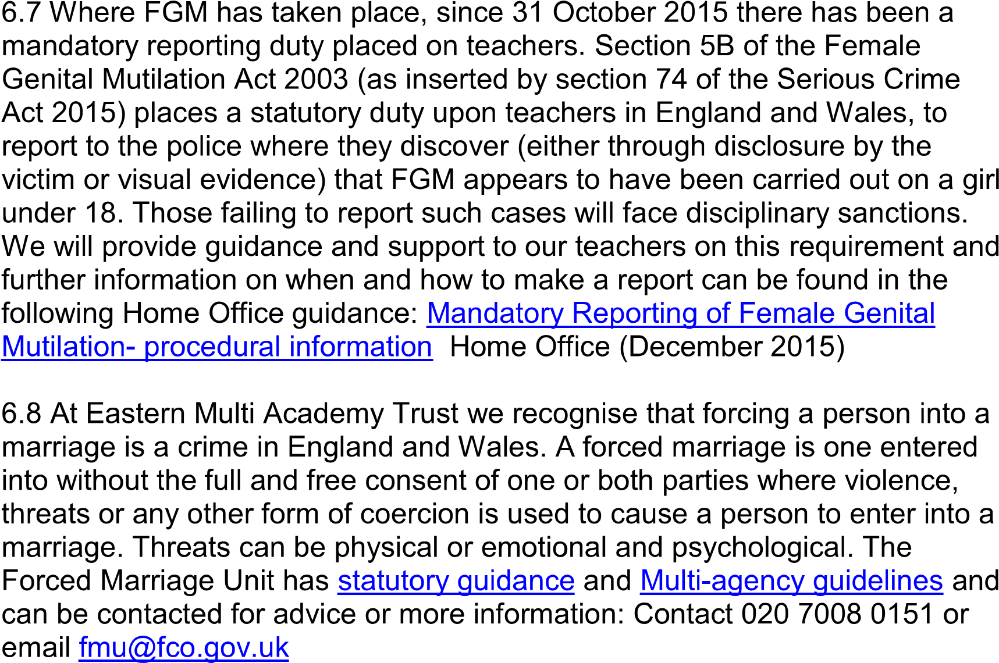 6.7 Where FGM has taken place, since 31 October 2015 there has been a
mandatory reporting duty placed on teachers. Section 5B of the Female
Genital Mutilation Act 2003 (as inserted by section 74 of the Serious Crime
Act 2015) places a statutory duty upon teachers in England and Wales, to
report to the police where they discover (either through disclosure by the
victim or visual evidence) that FGM appears to have been carried out on a girl
under 18. Those failing to report such cases will face disciplinary sanctions.
We will provide guidance and support to our teachers on this requirement and
further information on when and how to make a report can be found in the
following Home Office guidance: Mandatory Reporting of Female Genital
Mutilation- procedural information  Home Office (December 2015)

6.8 At Eastern Multi Academy Trust we recognise that forcing a person into a
marriage is a crime in England and Wales. A forced marriage is one entered
into without the full and free consent of one or both parties where violence,
threats or any other form of coercion is used to cause a person to enter into a
marriage. Threats can be physical or emotional and psychological. The
Forced Marriage Unit has statutory guidance and Multi-agency guidelines and
can be contacted for advice or more information: Contact 020 7008 0151 or
email fmu@fco.gov.uk